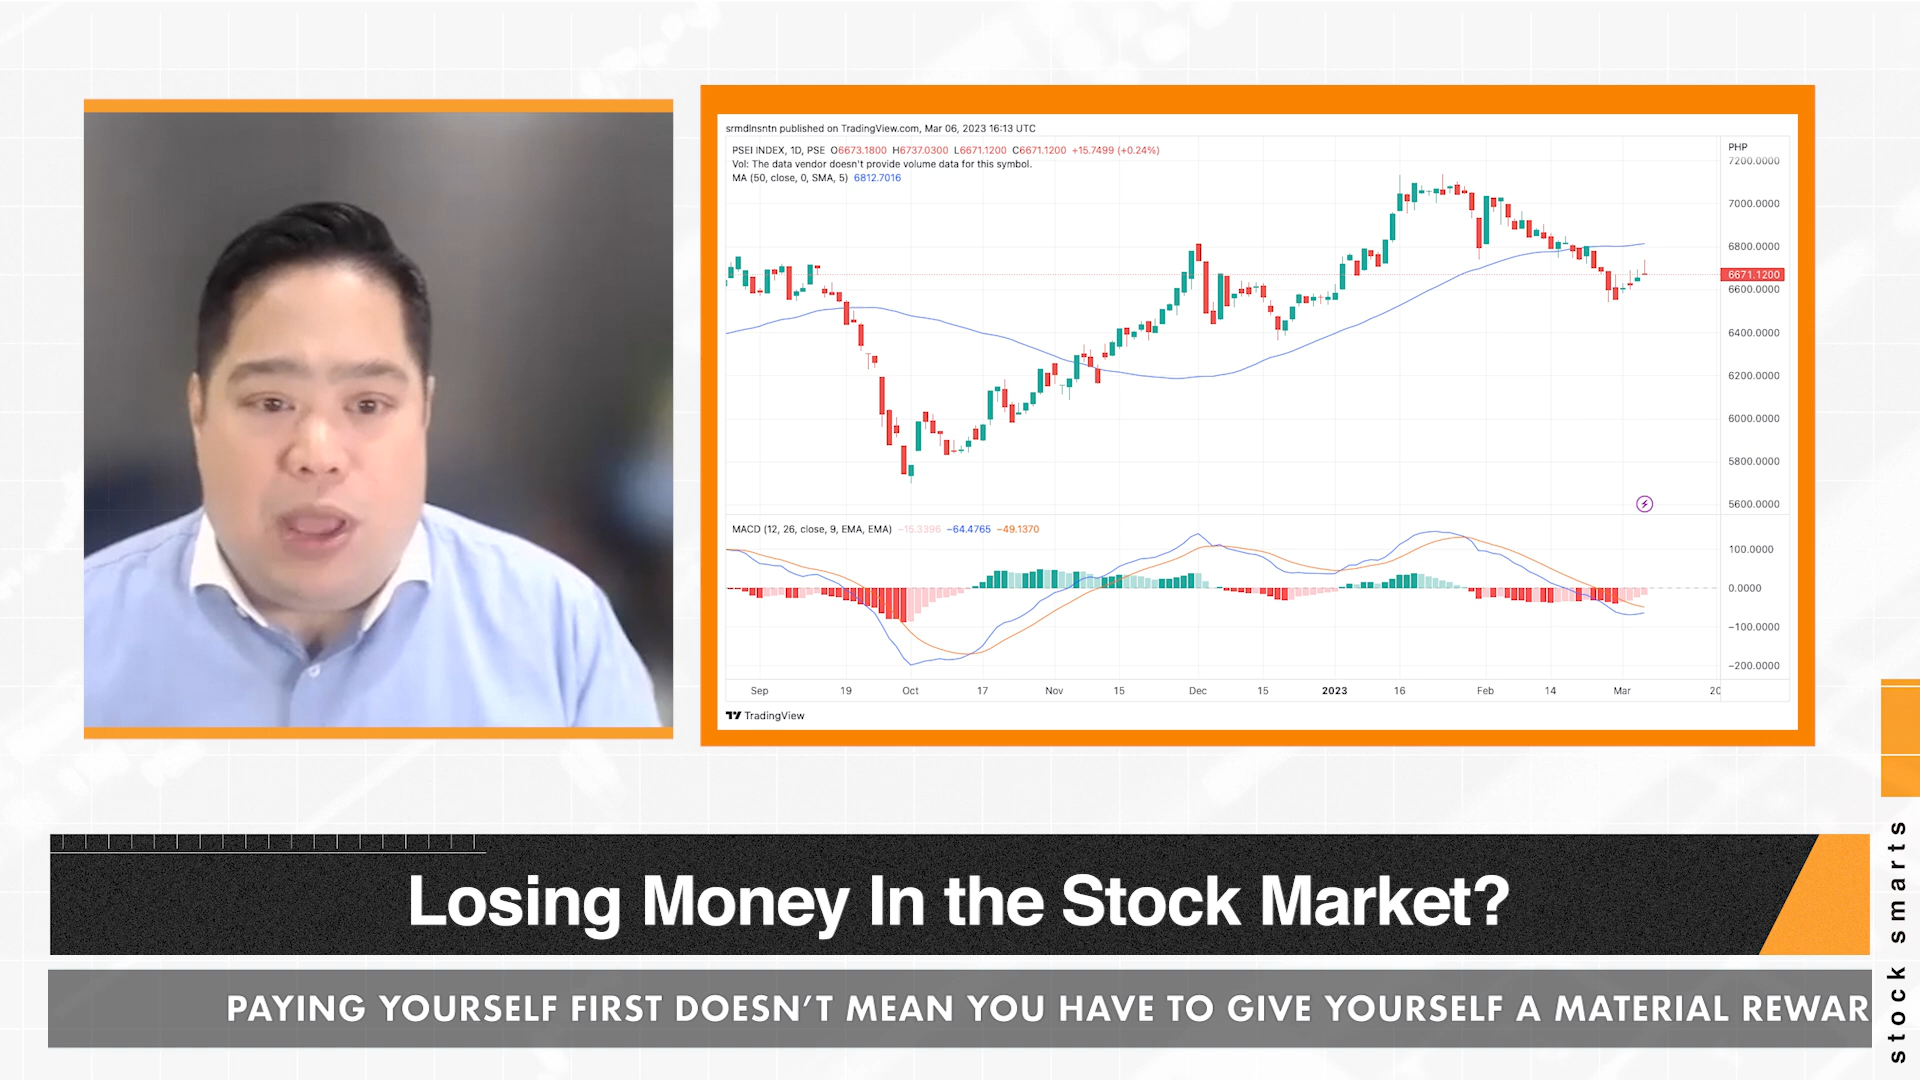 srmdlnsntn published on TradingView.com, Mar 06, 2023 16:13 UTC
PSEI INDEX, 1D, PSE O6673.1800 H6737.0300 L6671.1200 C6671.1200 +15.7499 (+0.24%)
Vol: The data vendor doesn't provide volume data for this symbol.
MA (50, close, 0, SMA, 5) 6812.7016
PHP
7200.0000
7000.0000
6800.0000
6671.1200
6600.0000
6400.0000
6200.0000
6000.0000
5800.0000
5600.0000
MACD (12, 26, close, 9, EMA, EMA) −15.3396 −64.4765 −49.1370
100.0000
0.0000
−100.0000
−200.0000
Sep 19 Oct 17 Nov 15 Dec 15 2023 16 Feb 14 Mar 20
TradingView
Losing Money In the Stock Market?
PAYING YOURSELF FIRST DOESN'T MEAN YOU HAVE TO GIVE YOURSELF A MATERIAL REWAR
stock smarts